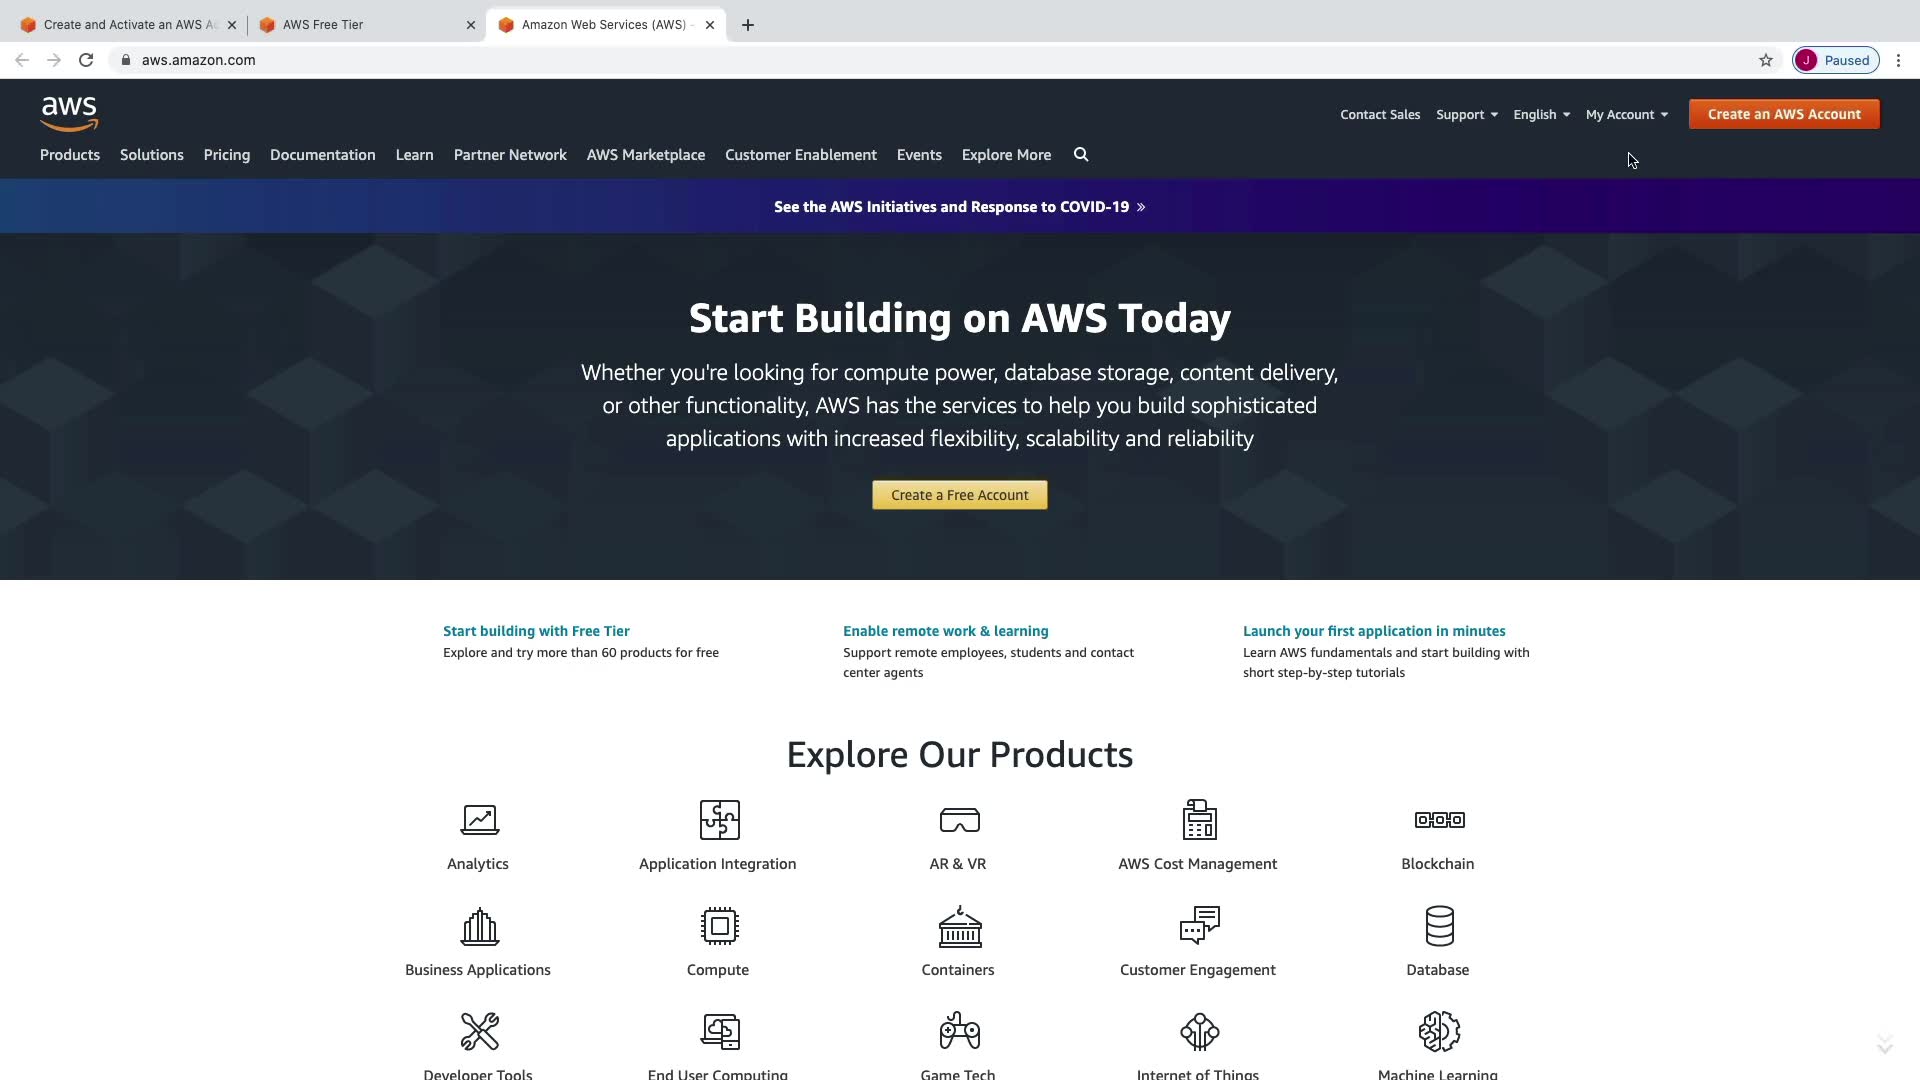 Create and Activate an AWS Ac
AWS Free Tier
Amazon Web Services (AWS) -
aws.amazon.com
J
Paused
aws
Contact Sales
Support
English
My Account
Create an AWS Account
Products
Solutions
Pricing
Documentation
Learn
Partner Network
AWS Marketplace
Customer Enablement
Events
Explore More
See the AWS Initiatives and Response to COVID-19 »
Start Building on AWS Today
Whether you're looking for compute power, database storage, content delivery,
or other functionality, AWS has the services to help you build sophisticated
applications with increased flexibility, scalability and reliability
Create a Free Account
Start building with Free Tier
Explore and try more than 60 products for free
Enable remote work & learning
Support remote employees, students and contact
center agents
Launch your first application in minutes
Learn AWS fundamentals and start building with
short step-by-step tutorials
Explore Our Products
Analytics
Application Integration
AR & VR
AWS Cost Management
Blockchain
Business Applications
Compute
Containers
Customer Engagement
Database
Developer Tools
End User Computing
Game Tech
Internet of Things
Machine Learning